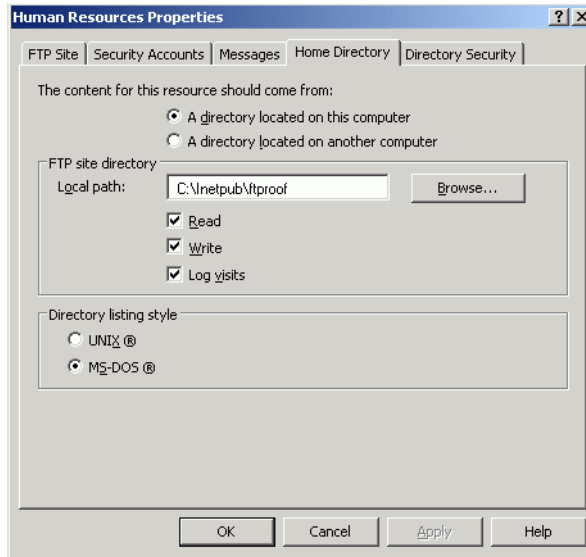 Human Resources Properties
FTP Site Security Accounts Messages Home Directory Directory Security
The content for this resource should come from:
A directory located on this computer
A directory located on another computer
FTP site directory
Local path: C:\Inetpub\ftproof Browse...
Read
Write
Log visits
Directory listing style
UNIX ®
MS-DOS ®
OK Cancel Apply Help